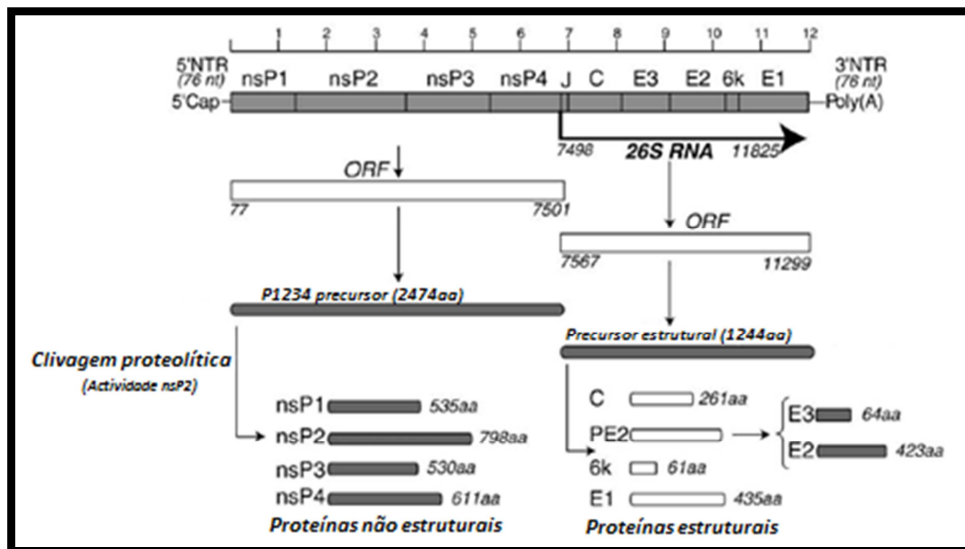 1 2 3 4 5 6 7 8 9 10 11 12
5'NTR
(76 nt)
nsP1 nsP2 nsP3 nsP4 J C E3 E2 6k E1
3'NTR
(76 nt)
5'Cap
Poly(A)
7498 26S RNA 11825
ORF
77 7501
ORF
7567 11299
P1234 precursor (2474aa)
Precursor estrutural (1244aa)
Clivagem proteolítica
(Actividade nsP2)
nsP1 535aa
nsP2 798aa
nsP3 530aa
nsP4 611aa
Proteínas não estruturais
C 261aa
PE2
6k 61aa
E1 435aa
E3 64aa
E2 423aa
Proteínas estruturais